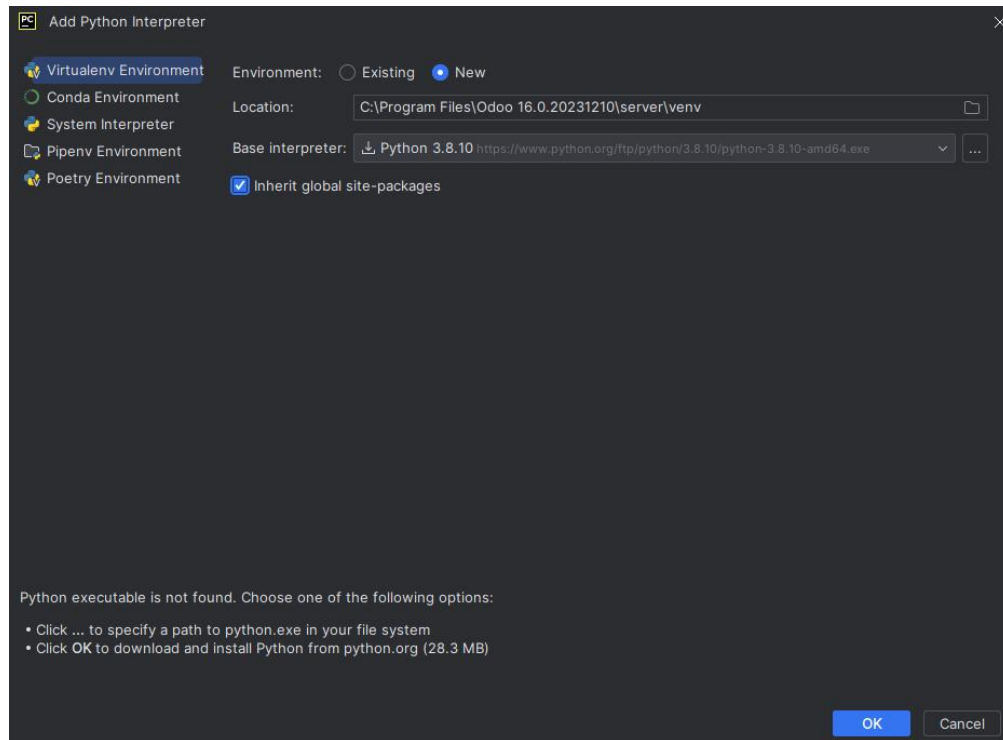 PC Add Python Interpreter
Virtualenv Environment
Conda Environment
System Interpreter
Pipenv Environment
Poetry Environment
Environment: Existing New
Location: C:\Program Files\Odoo 16.0.20231210\server\venv
Base interpreter: Python 3.8.10 https://www.python.org/ftp/python/3.8.10/python-3.8.10-amd64.exe ...
Inherit global site-packages
Python executable is not found. Choose one of the following options:
• Click ... to specify a path to python.exe in your file system
• Click OK to download and install Python from python.org (28.3 MB)
OK Cancel